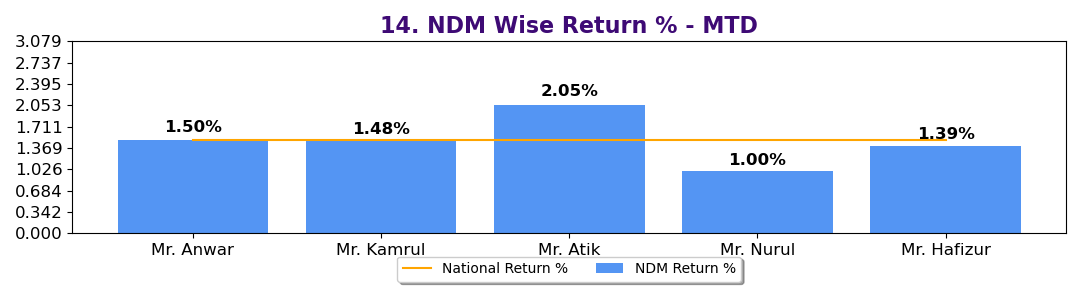 14. NDM Wise Return % - MTD
3.079
2.737
2.395
2.053
1.711
1.369
1.026
0.684
0.342
0.000
1.50%
1.48%
2.05%
1.00%
1.39%
Mr. Anwar
Mr. Kamrul
Mr. Atik
Mr. Nurul
Mr. Hafizur
National Return %
NDM Return %